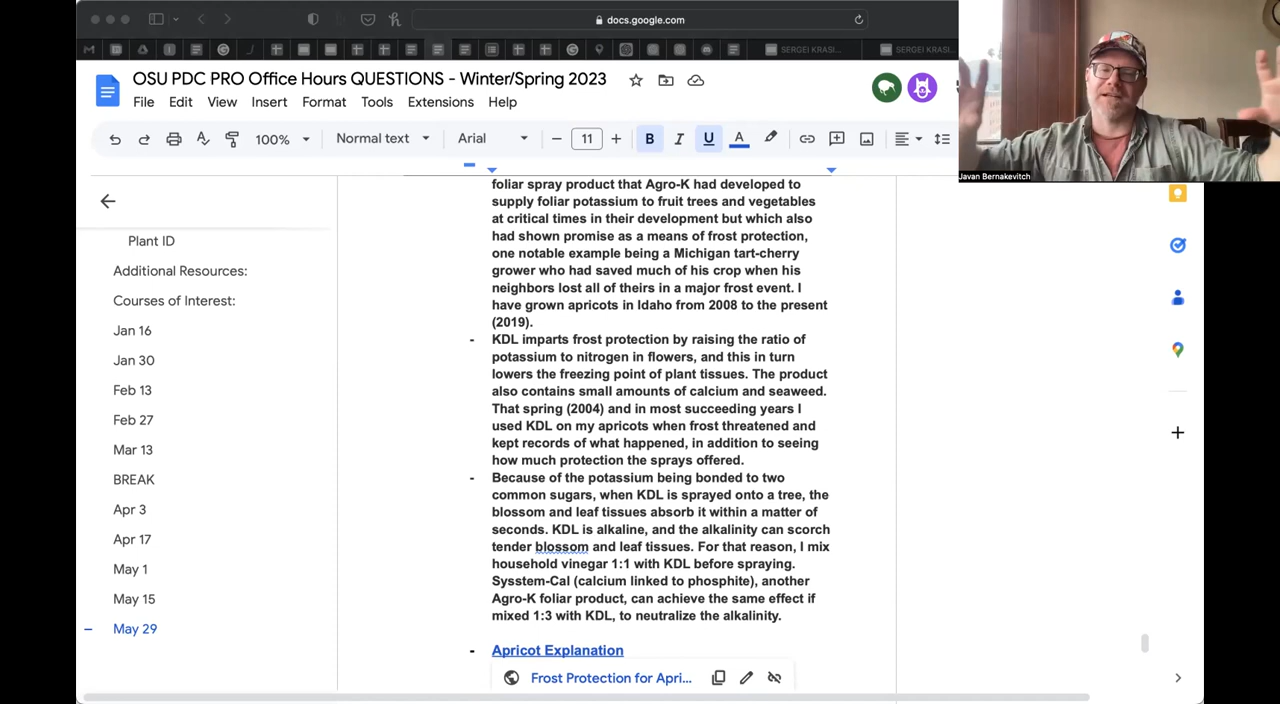 docs.google.com
SERGEI KRASI...
SERGEI KRASI...
OSU PDC PRO Office Hours QUESTIONS - Winter/Spring 2023
File Edit View Insert Format Tools Extensions Help
100% Normal text Arial 11 B I U A
Plant ID
Additional Resources:
Courses of Interest:
Jan 16
Jan 30
Feb 13
Feb 27
Mar 13
BREAK
Apr 3
Apr 17
May 1
May 15
May 29
foliar spray product that Agro-K had developed to
supply foliar potassium to fruit trees and vegetables
at critical times in their development but which also
had shown promise as a means of frost protection,
one notable example being a Michigan tart-cherry
grower who had saved much of his crop when his
neighbors lost all of theirs in a major frost event. I
have grown apricots in Idaho from 2008 to the present
(2019).
- KDL imparts frost protection by raising the ratio of
potassium to nitrogen in flowers, and this in turn
lowers the freezing point of plant tissues. The product
also contains small amounts of calcium and seaweed.
That spring (2004) and in most succeeding years I
used KDL on my apricots when frost threatened and
kept records of what happened, in addition to seeing
how much protection the sprays offered.
- Because of the potassium being bonded to two
common sugars, when KDL is sprayed onto a tree, the
blossom and leaf tissues absorb it within a matter of
seconds. KDL is alkaline, and the alkalinity can scorch
tender blossom and leaf tissues. For that reason, I mix
household vinegar 1:1 with KDL before spraying.
Sysstem-Cal (calcium linked to phosphite), another
Agro-K foliar product, can achieve the same effect if
mixed 1:3 with KDL, to neutralize the alkalinity.
- Apricot Explanation
Frost Protection for Apri...
Javan Bernakevitch